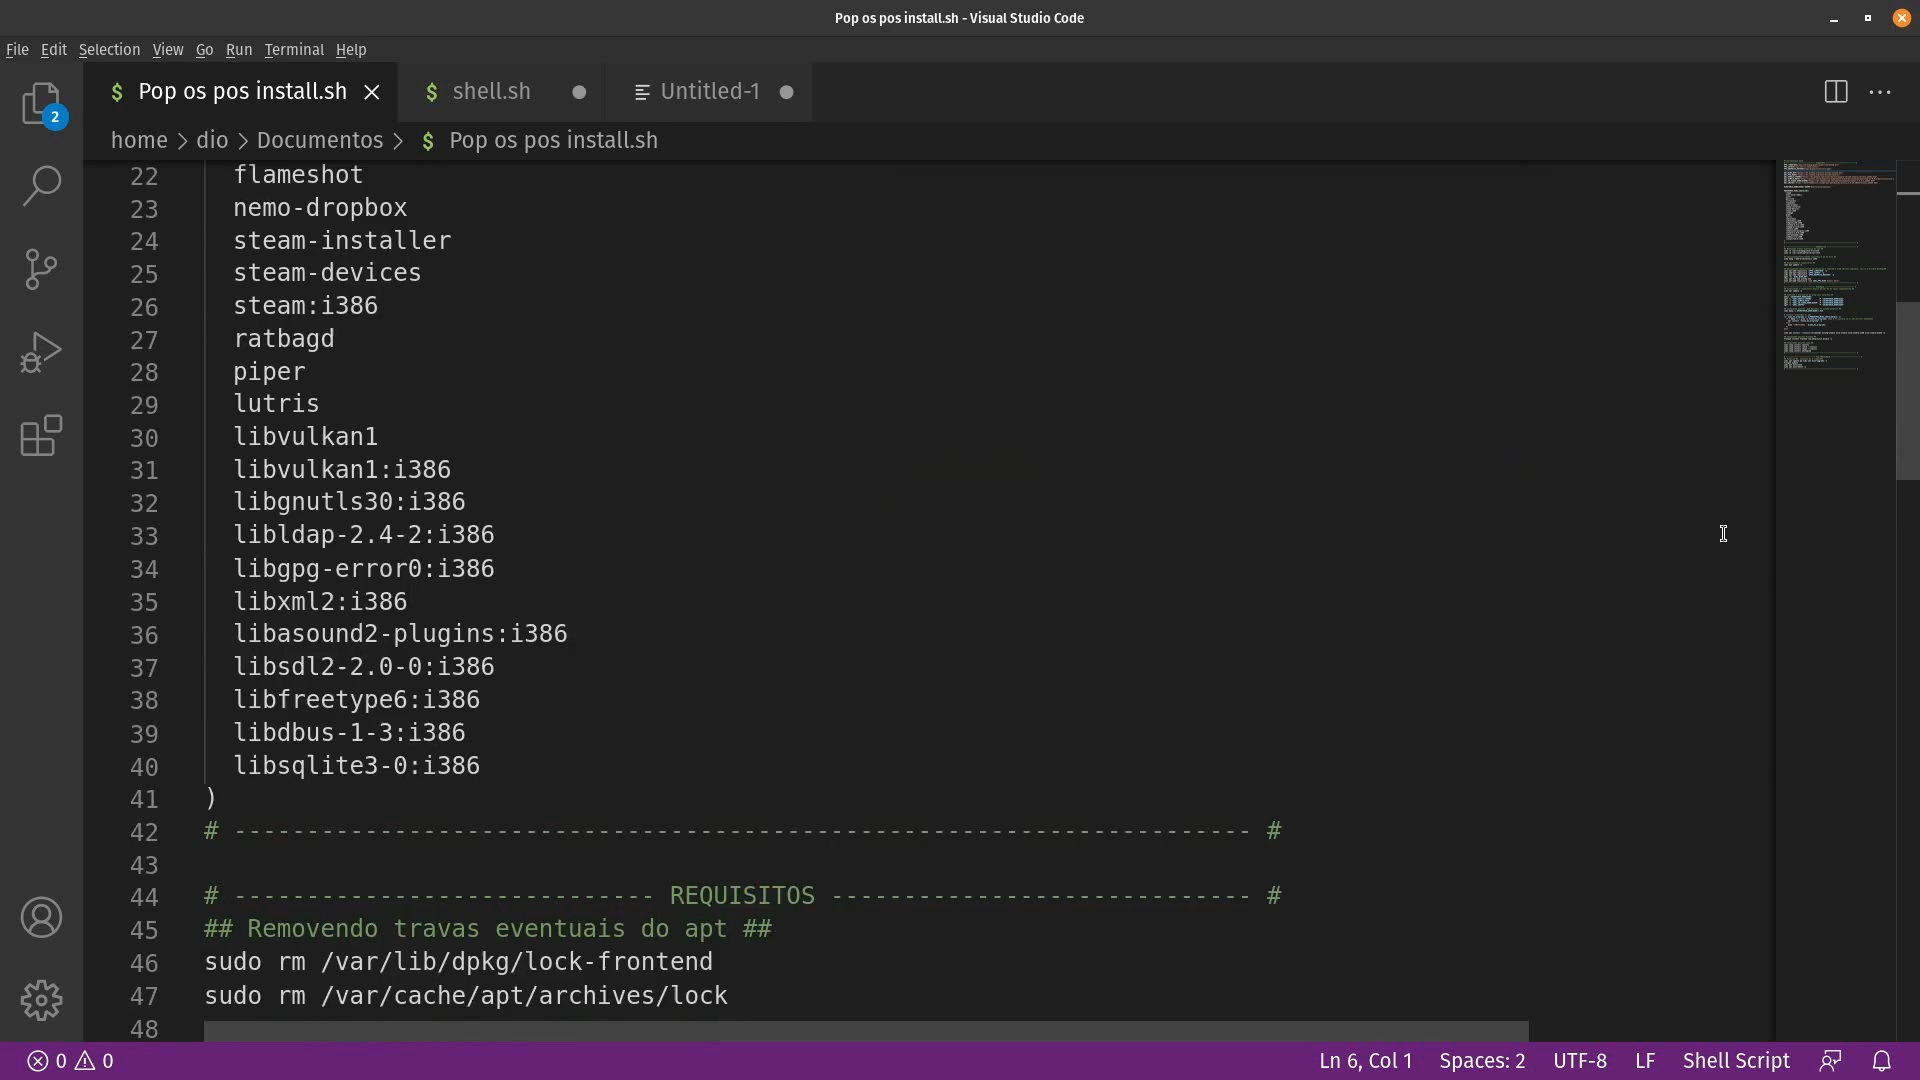 Pop os pos install.sh - Visual Studio Code
File Edit Selection View Go Run Terminal Help
$ Pop os pos install.sh
$ shell.sh
Untitled-1
2
home > dio > Documentos > $ Pop os pos install.sh
22 flameshot
23 nemo-dropbox
24 steam-installer
25 steam-devices
26 steam:i386
27 ratbagd
28 piper
29 lutris
30 libvulkan1
31 libvulkan1:i386
32 libgnutls30:i386
33 libldap-2.4-2:i386
34 libgpg-error0:i386
35 libxml2:i386
36 libasound2-plugins:i386
37 libsdl2-2.0-0:i386
38 libfreetype6:i386
39 libdbus-1-3:i386
40 libsqlite3-0:i386
41 )
42 # ---------------------------------------------------------------------- #
43
44 # ----------------------------- REQUISITOS ----------------------------- #
45 ## Removendo travas eventuais do apt ##
46 sudo rm /var/lib/dpkg/lock-frontend
47 sudo rm /var/cache/apt/archives/lock
48
0 0
Ln 6, Col 1 Spaces: 2 UTF-8 LF Shell Script